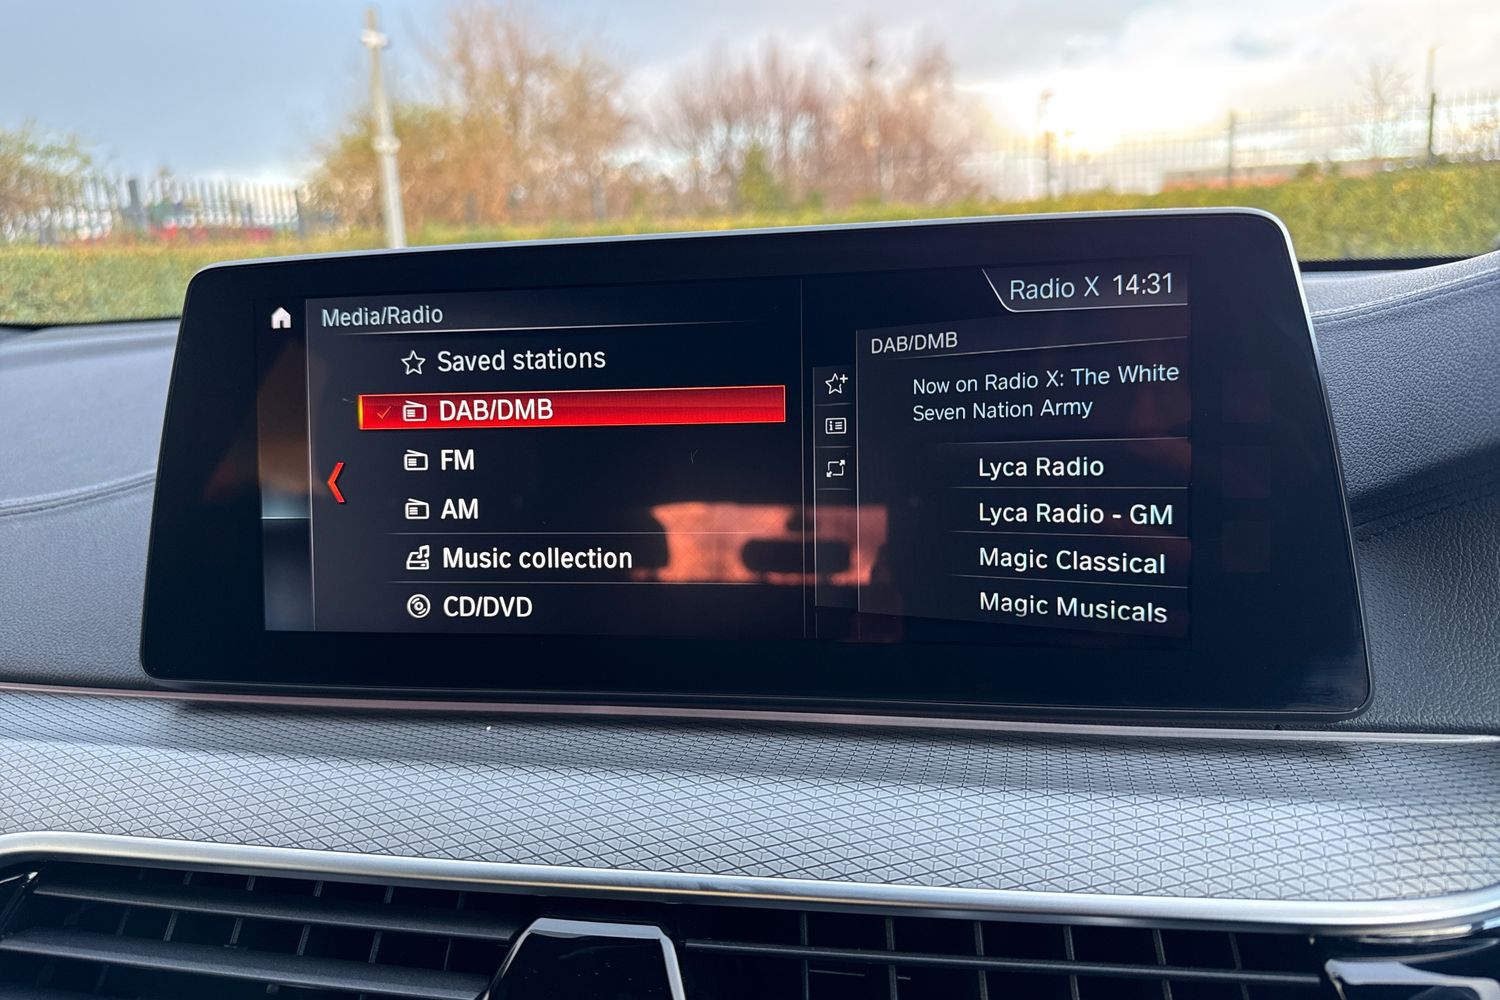 Radio X 14:31
Media/Radio
Saved stations
DAB/DMB
FM
AM
Music collection
CD/DVD
DAB/DMB
Now on Radio X: The White
Seven Nation Army
Lyca Radio
Lyca Radio - GM
Magic Classical
Magic Musicals